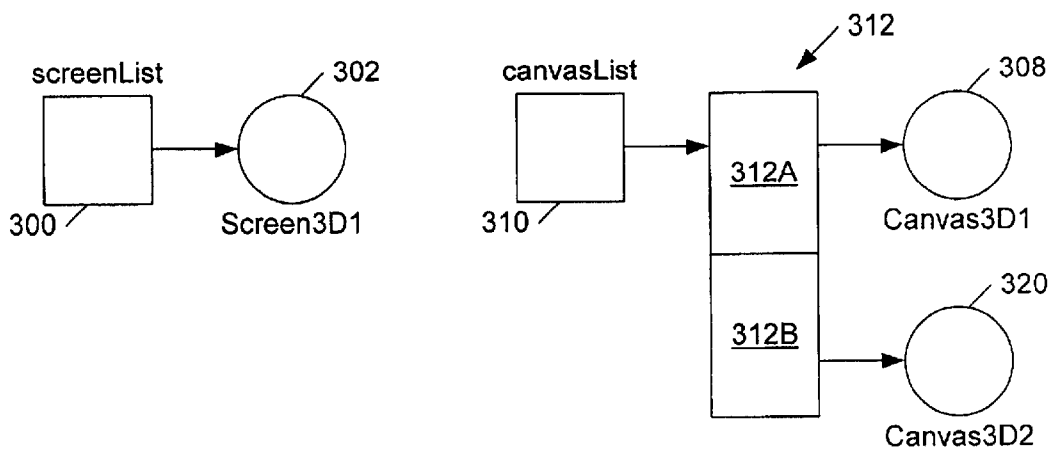 312
screenList
302
canvasList
308
312A
300
Screen3D1
310
Canvas3D1
320
312B
Canvas3D2